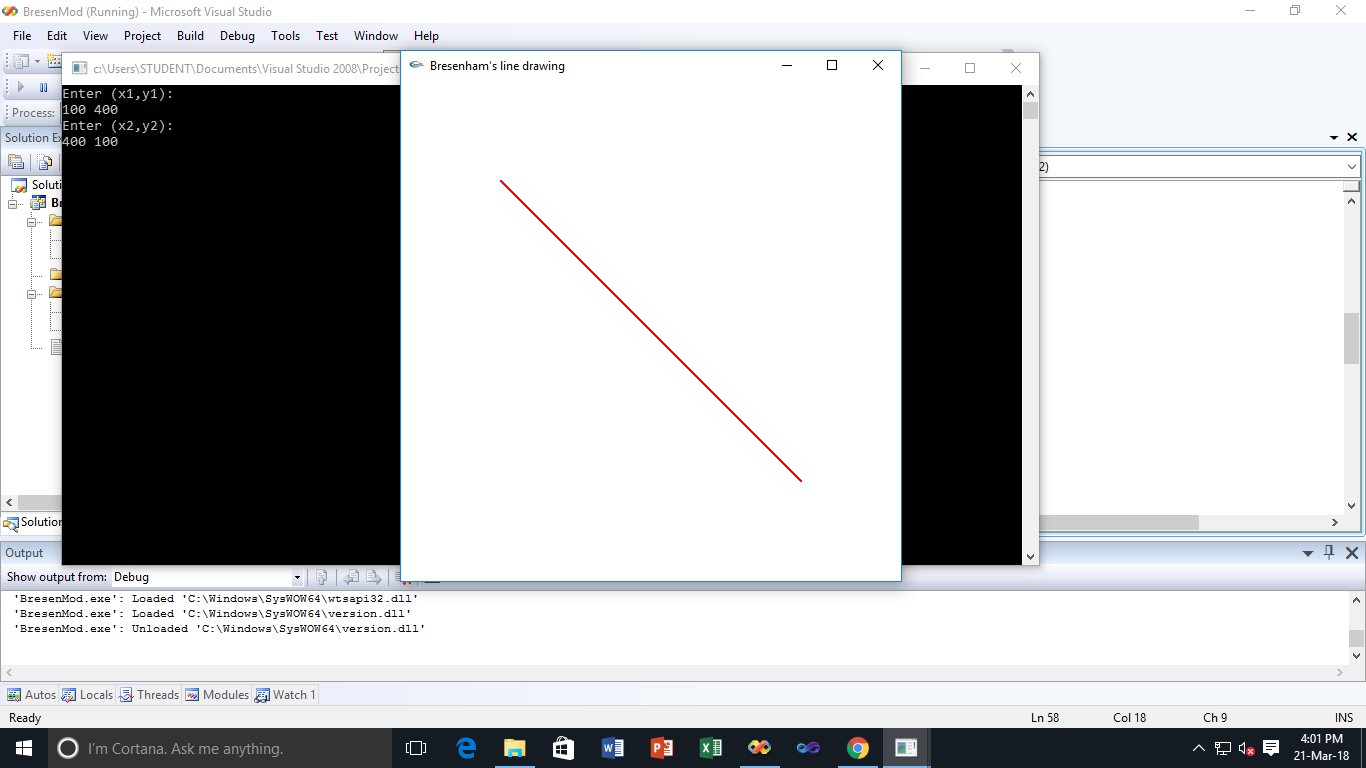 BresenMod (Running) - Microsoft Visual Studio
File Edit View Project Build Debug Tools Test Window Help
c:\Users\STUDENT\Documents\Visual Studio 2008\Project
Bresenham's line drawing
Enter (x1,y1):
100 400
Enter (x2,y2):
400 100
Process:
Solution Ex
2)
Soluti
Br
Solution
Output
Show output from: Debug
'BresenMod.exe': Loaded 'C:\Windows\SysWOW64\wtsapi32.dll'
'BresenMod.exe': Loaded 'C:\Windows\SysWOW64\version.dll'
'BresenMod.exe': Unloaded 'C:\Windows\SysWOW64\version.dll'
Autos Locals Threads Modules Watch 1
Ready Ln 58 Col 18 Ch 9 INS
I'm Cortana. Ask me anything.
4:01 PM
21-Mar-18